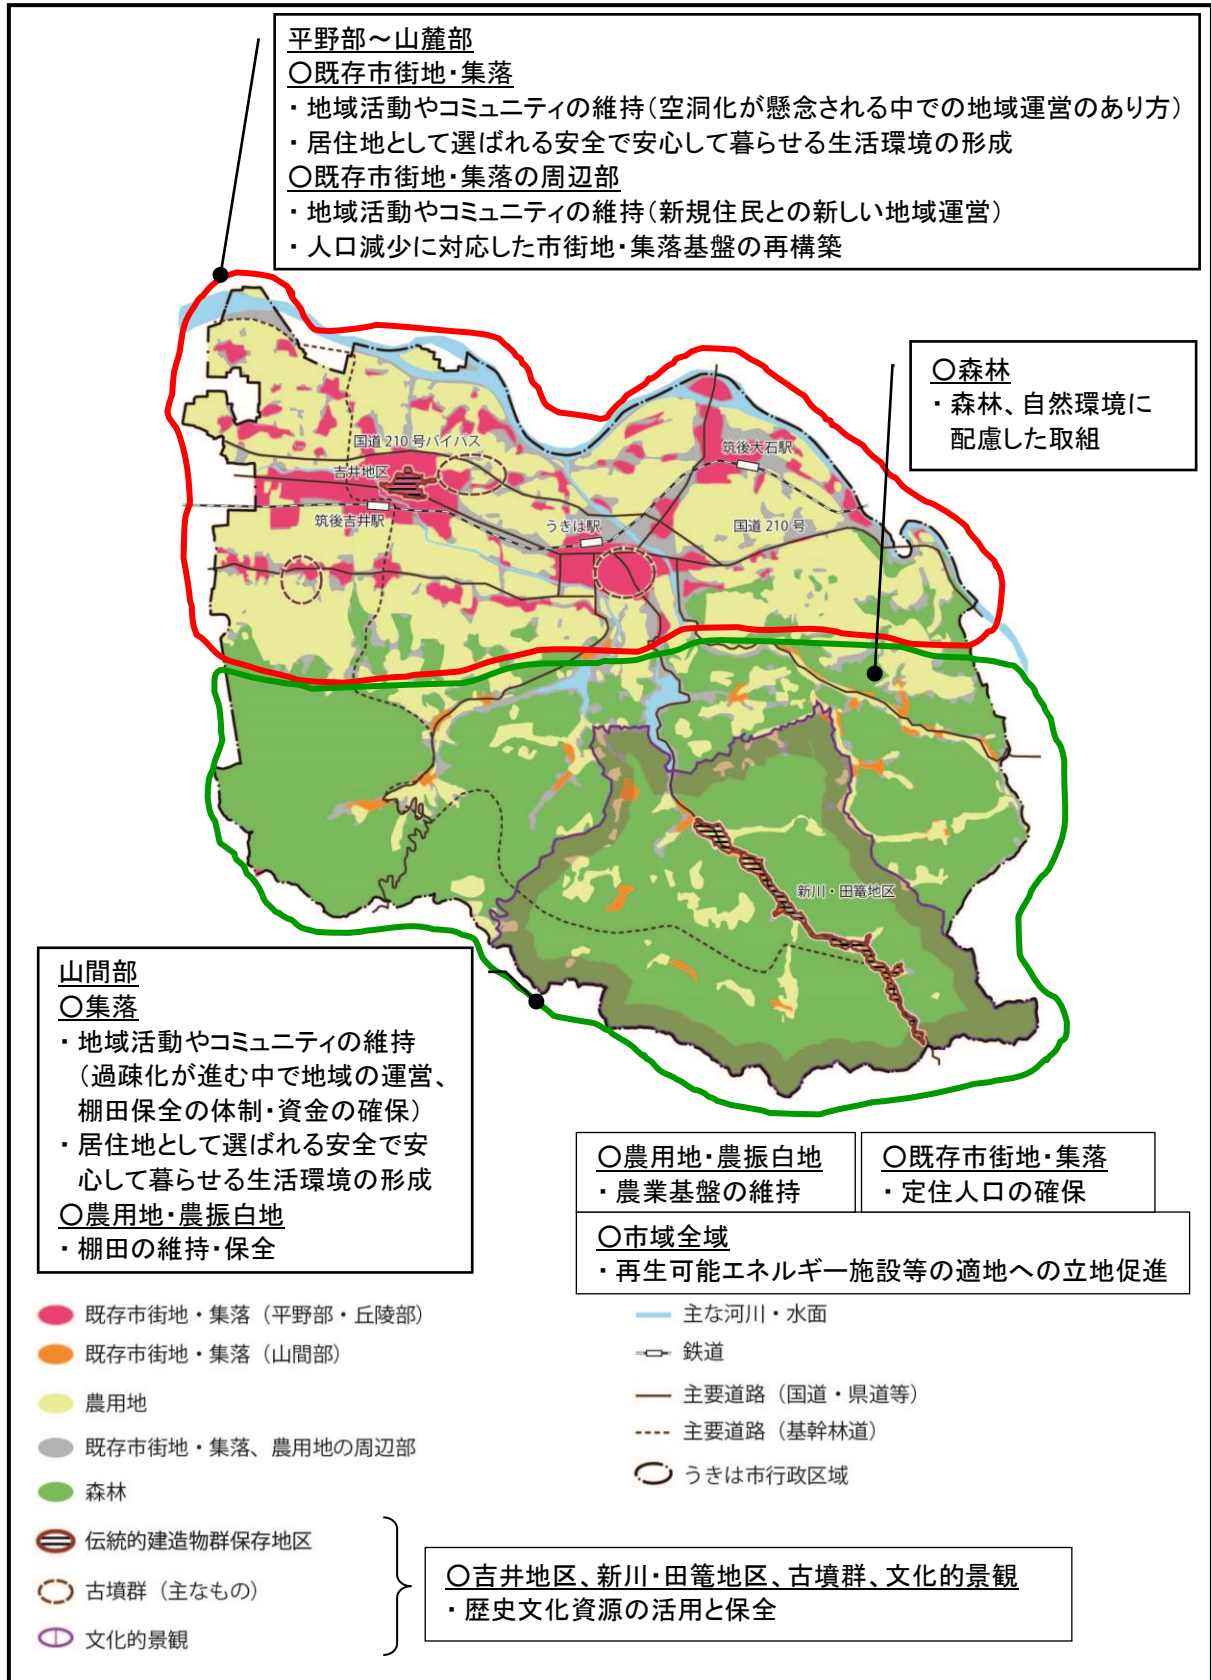 平野部～山麓部
○既存市街地・集落
・地域活動やコミュニティの維持（空洞化が懸念される中での地域運営のあり方）
・居住地として選ばれる安全で安心して暮らせる生活環境の形成
○既存市街地・集落の周辺部
・地域活動やコミュニティの維持（新規住民との新しい地域運営）
・人口減少に対応した市街地・集落基盤の再構築
○森林
・森林、自然環境に
配慮した取組
国道210号バイパス
吉井地区
筑後吉井駅
筑後大石駅
うきは駅
国道210号
新川・田篭地区
山間部
○集落
・地域活動やコミュニティの維持
（過疎化が進む中で地域の運営、
棚田保全の体制・資金の確保）
・居住地として選ばれる安全で安
心して暮らせる生活環境の形成
○農用地・農振白地
・棚田の維持・保全
○農用地・農振白地
・農業基盤の維持
○既存市街地・集落
・定住人口の確保
○市域全域
・再生可能エネルギー施設等の適地への立地促進
既存市街地・集落（平野部・丘陵部）
既存市街地・集落（山間部）
農用地
既存市街地・集落、農用地の周辺部
森林
伝統的建造物群保存地区
古墳群（主なもの）
文化的景観
主な河川・水面
鉄道
主要道路（国道・県道等）
主要道路（基幹林道）
うきは市行政区域
○吉井地区、新川・田篭地区、古墳群、文化的景観
・歴史文化資源の活用と保全